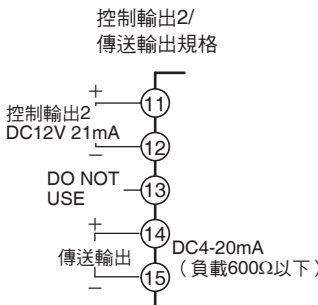 控制輸出2/
傳送輸出規格
+
11
控制輸出2
DC12V 21mA
12
−
DO NOT
USE
13
+
14
傳送輸出
DC4-20mA
(負載600Ω以下)
15
−